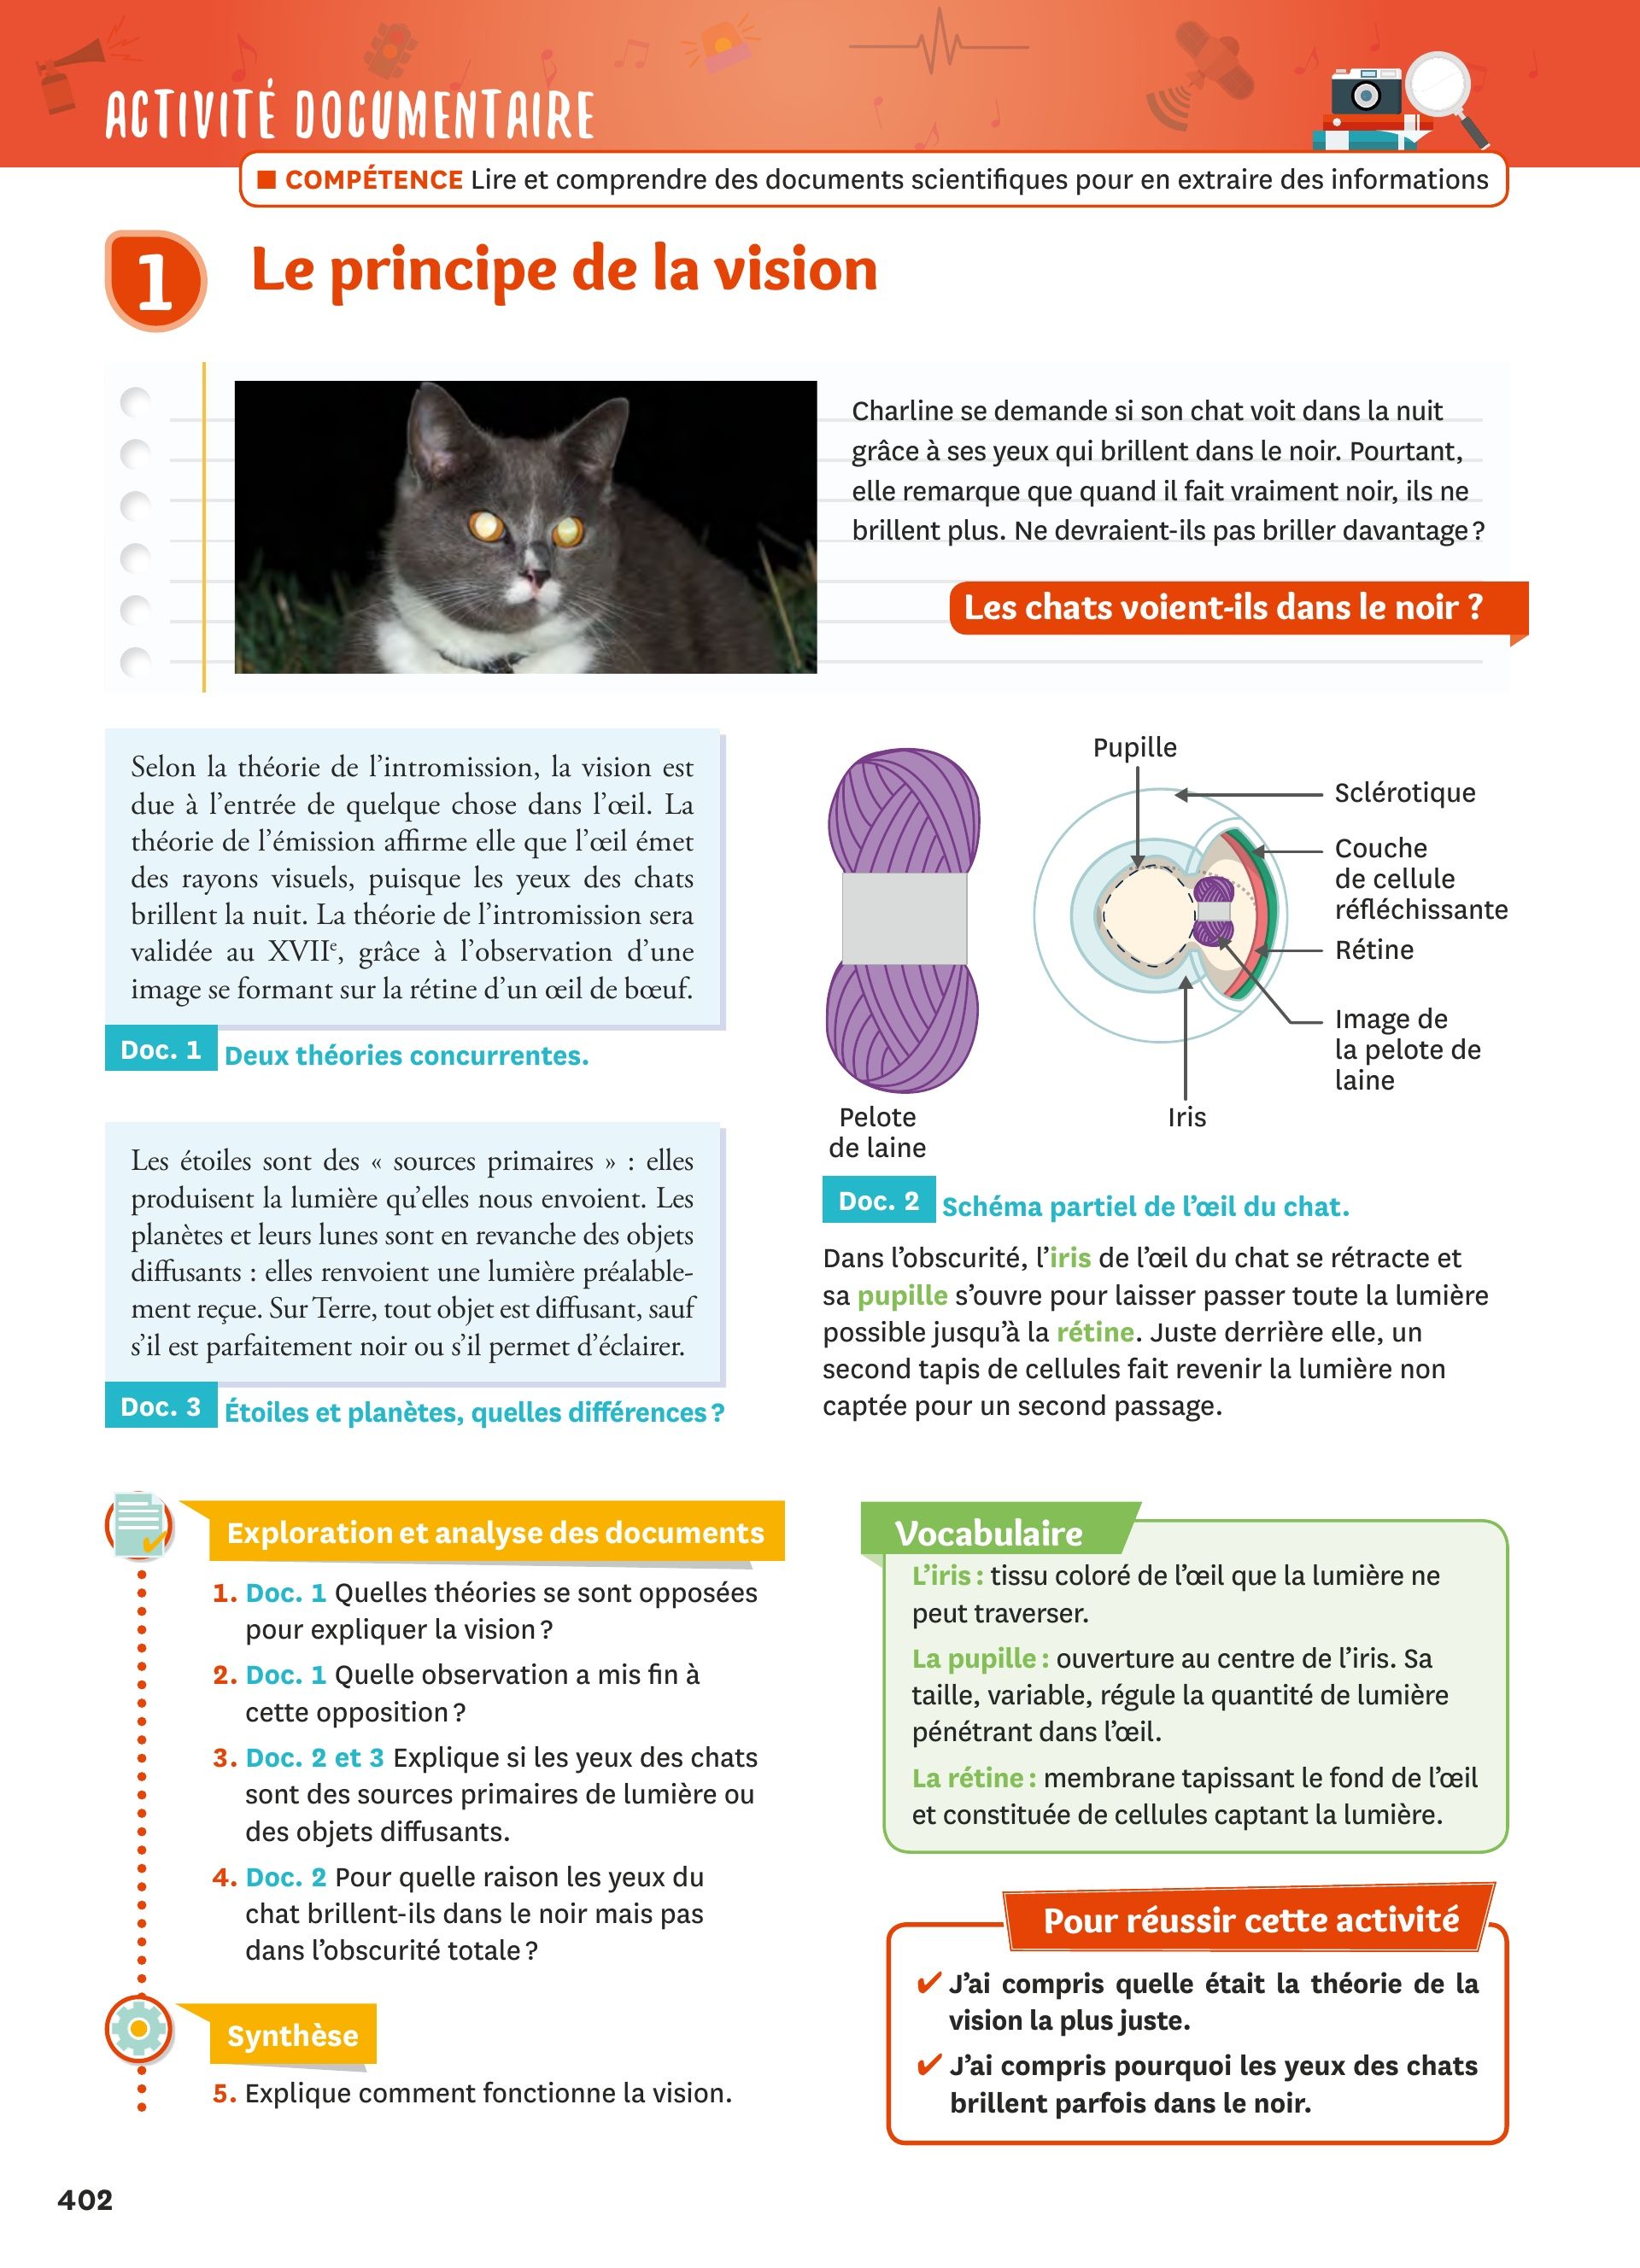 ACTIVITÉ DOCUMENTAIRE
■ COMPÉTENCE Lire et comprendre des documents scientifiques pour en extraire des informations
1
Le principe de la vision
Charline se demande si son chat voit dans la nuit
grâce à ses yeux qui brillent dans le noir. Pourtant,
elle remarque que quand il fait vraiment noir, ils ne
brillent plus. Ne devraient-ils pas briller davantage ?
Les chats voient-ils dans le noir ?
Selon la théorie de l’intromission, la vision est
due à l’entrée de quelque chose dans l’œil. La
théorie de l’émission affirme elle que l’œil émet
des rayons visuels, puisque les yeux des chats
brillent la nuit. La théorie de l’intromission sera
validée au XVIIe, grâce à l’observation d’une
image se formant sur la rétine d’un œil de bœuf.
Doc. 1 Deux théories concurrentes.
Les étoiles sont des « sources primaires » : elles
produisent la lumière qu’elles nous envoient. Les
planètes et leurs lunes sont en revanche des objets
diffusants : elles renvoient une lumière préalable-
ment reçue. Sur Terre, tout objet est diffusant, sauf
s’il est parfaitement noir ou s’il permet d’éclairer.
Doc. 3 Étoiles et planètes, quelles différences ?
Pupille
Sclérotique
Couche
de cellule
réfléchissante
Rétine
Image de
la pelote de
laine
Iris
Pelote
de laine
Doc. 2 Schéma partiel de l’œil du chat.
Dans l’obscurité, l’iris de l’œil du chat se rétracte et
sa pupille s’ouvre pour laisser passer toute la lumière
possible jusqu’à la rétine. Juste derrière elle, un
second tapis de cellules fait revenir la lumière non
captée pour un second passage.
Exploration et analyse des documents
1. Doc. 1 Quelles théories se sont opposées
pour expliquer la vision ?
2. Doc. 1 Quelle observation a mis fin à
cette opposition ?
3. Doc. 2 et 3 Explique si les yeux des chats
sont des sources primaires de lumière ou
des objets diffusants.
4. Doc. 2 Pour quelle raison les yeux du
chat brillent-ils dans le noir mais pas
dans l’obscurité totale ?
Synthèse
5. Explique comment fonctionne la vision.
Vocabulaire
L’iris : tissu coloré de l’œil que la lumière ne
peut traverser.
La pupille : ouverture au centre de l’iris. Sa
taille, variable, régule la quantité de lumière
pénétrant dans l’œil.
La rétine : membrane tapissant le fond de l’œil
et constituée de cellules captant la lumière.
Pour réussir cette activité
✔ J’ai compris quelle était la théorie de la
vision la plus juste.
✔ J’ai compris pourquoi les yeux des chats
brillent parfois dans le noir.
402